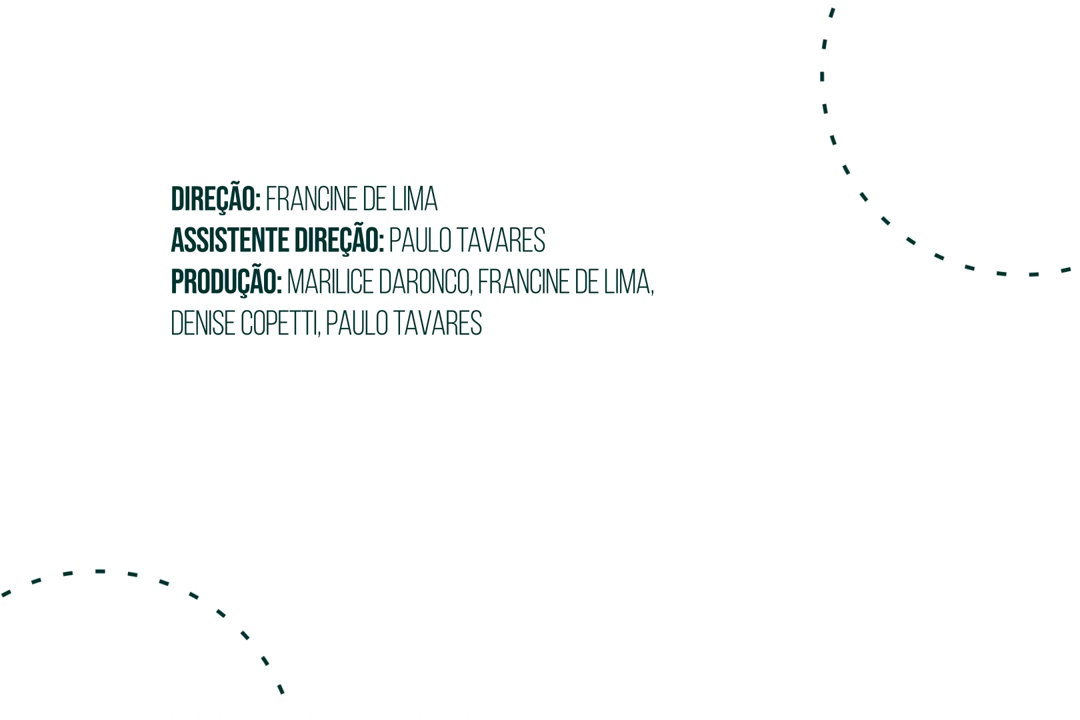 DIREÇÃO: FRANCINE DE LIMA
ASSISTENTE DIREÇÃO: PAULO TAVARES
PRODUÇÃO: MARILICE DARONCO, FRANCINE DE LIMA,
DENISE COPETTI, PAULO TAVARES